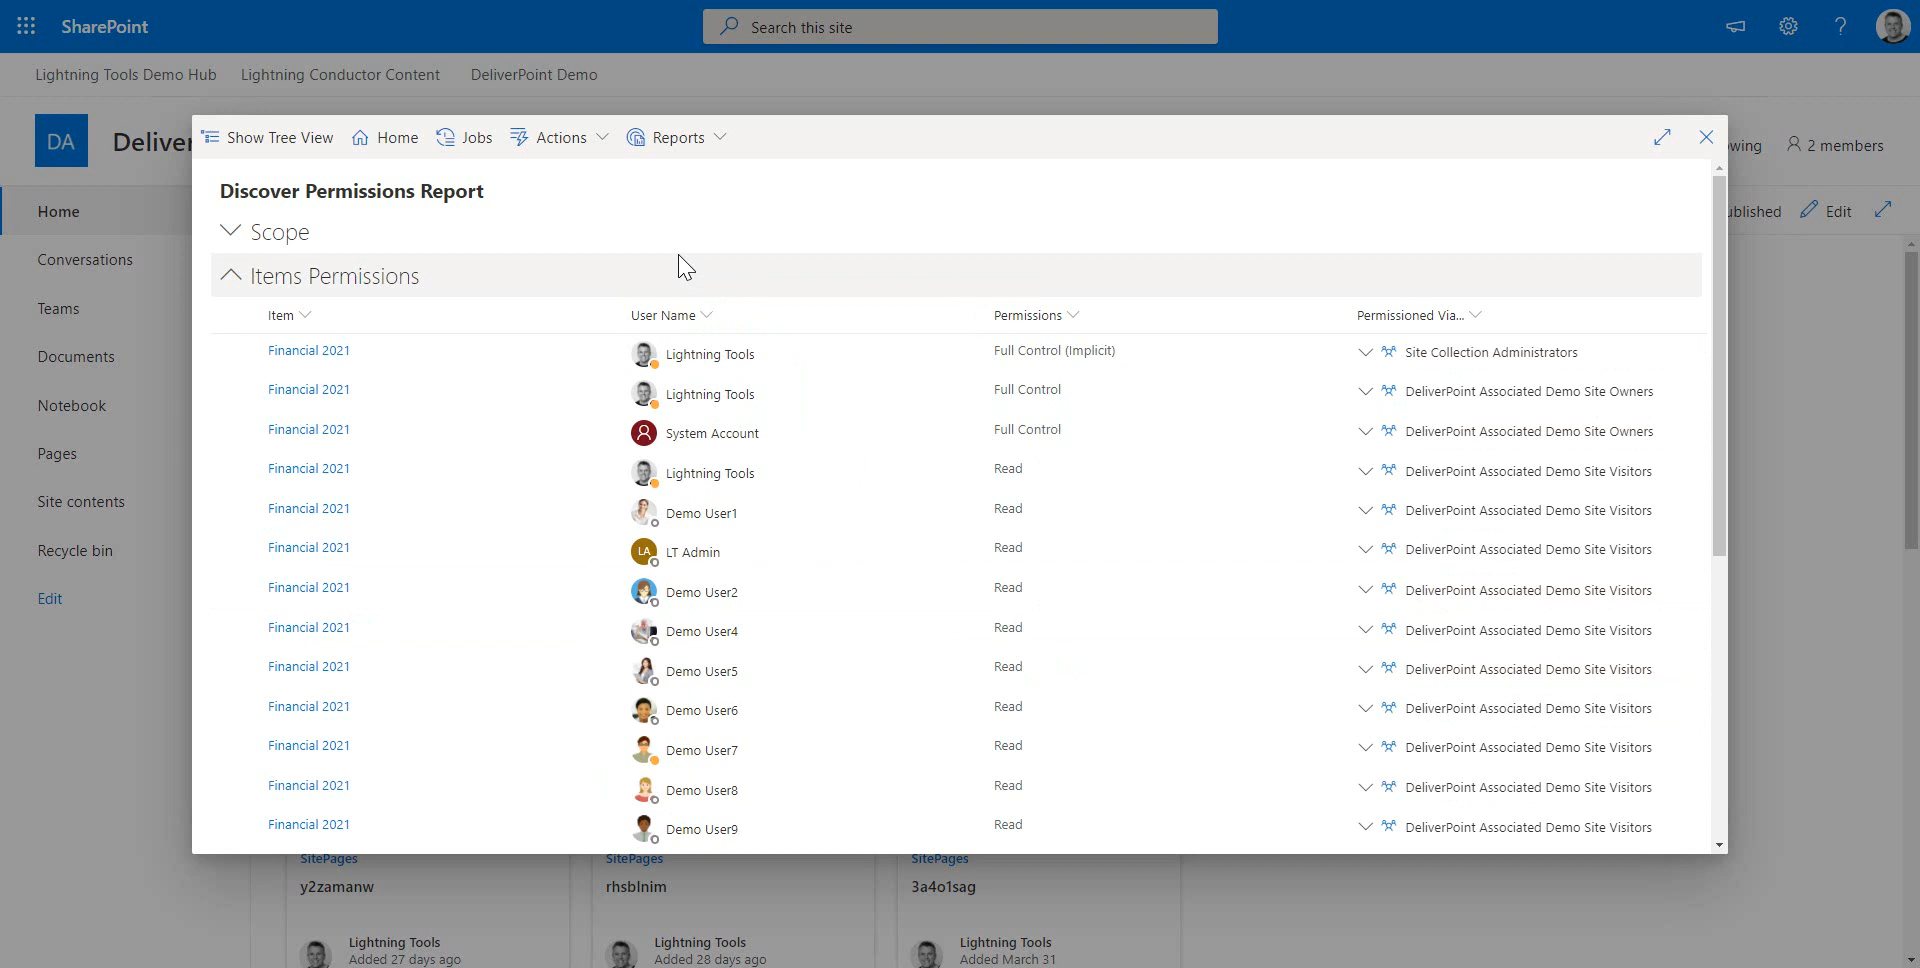 SharePoint
Search this site
Lightning Tools Demo Hub Lightning Conductor Content DeliverPoint Demo
DA Deliver
wing 2 members
Show Tree View Home Jobs Actions Reports
Home
Conversations
Teams
Documents
Notebook
Pages
Site contents
Recycle bin
Edit
ublished Edit
Discover Permissions Report
Scope
Items Permissions
Item User Name Permissions Permissioned Via...
Financial 2021 Lightning Tools Full Control (Implicit) Site Collection Administrators
Financial 2021 Lightning Tools Full Control DeliverPoint Associated Demo Site Owners
Financial 2021 System Account Full Control DeliverPoint Associated Demo Site Owners
Financial 2021 Lightning Tools Read DeliverPoint Associated Demo Site Visitors
Financial 2021 Demo User1 Read DeliverPoint Associated Demo Site Visitors
Financial 2021 LA LT Admin Read DeliverPoint Associated Demo Site Visitors
Financial 2021 Demo User2 Read DeliverPoint Associated Demo Site Visitors
Financial 2021 Demo User4 Read DeliverPoint Associated Demo Site Visitors
Financial 2021 Demo User5 Read DeliverPoint Associated Demo Site Visitors
Financial 2021 Demo User6 Read DeliverPoint Associated Demo Site Visitors
Financial 2021 Demo User7 Read DeliverPoint Associated Demo Site Visitors
Financial 2021 Demo User8 Read DeliverPoint Associated Demo Site Visitors
Financial 2021 Demo User9 Read DeliverPoint Associated Demo Site Visitors
SitePages SitePages SitePages
y2zamanw rhsblnim 3a4o1sag
Lightning Tools Lightning Tools Lightning Tools
Added 27 days ago Added 28 days ago Added March 31